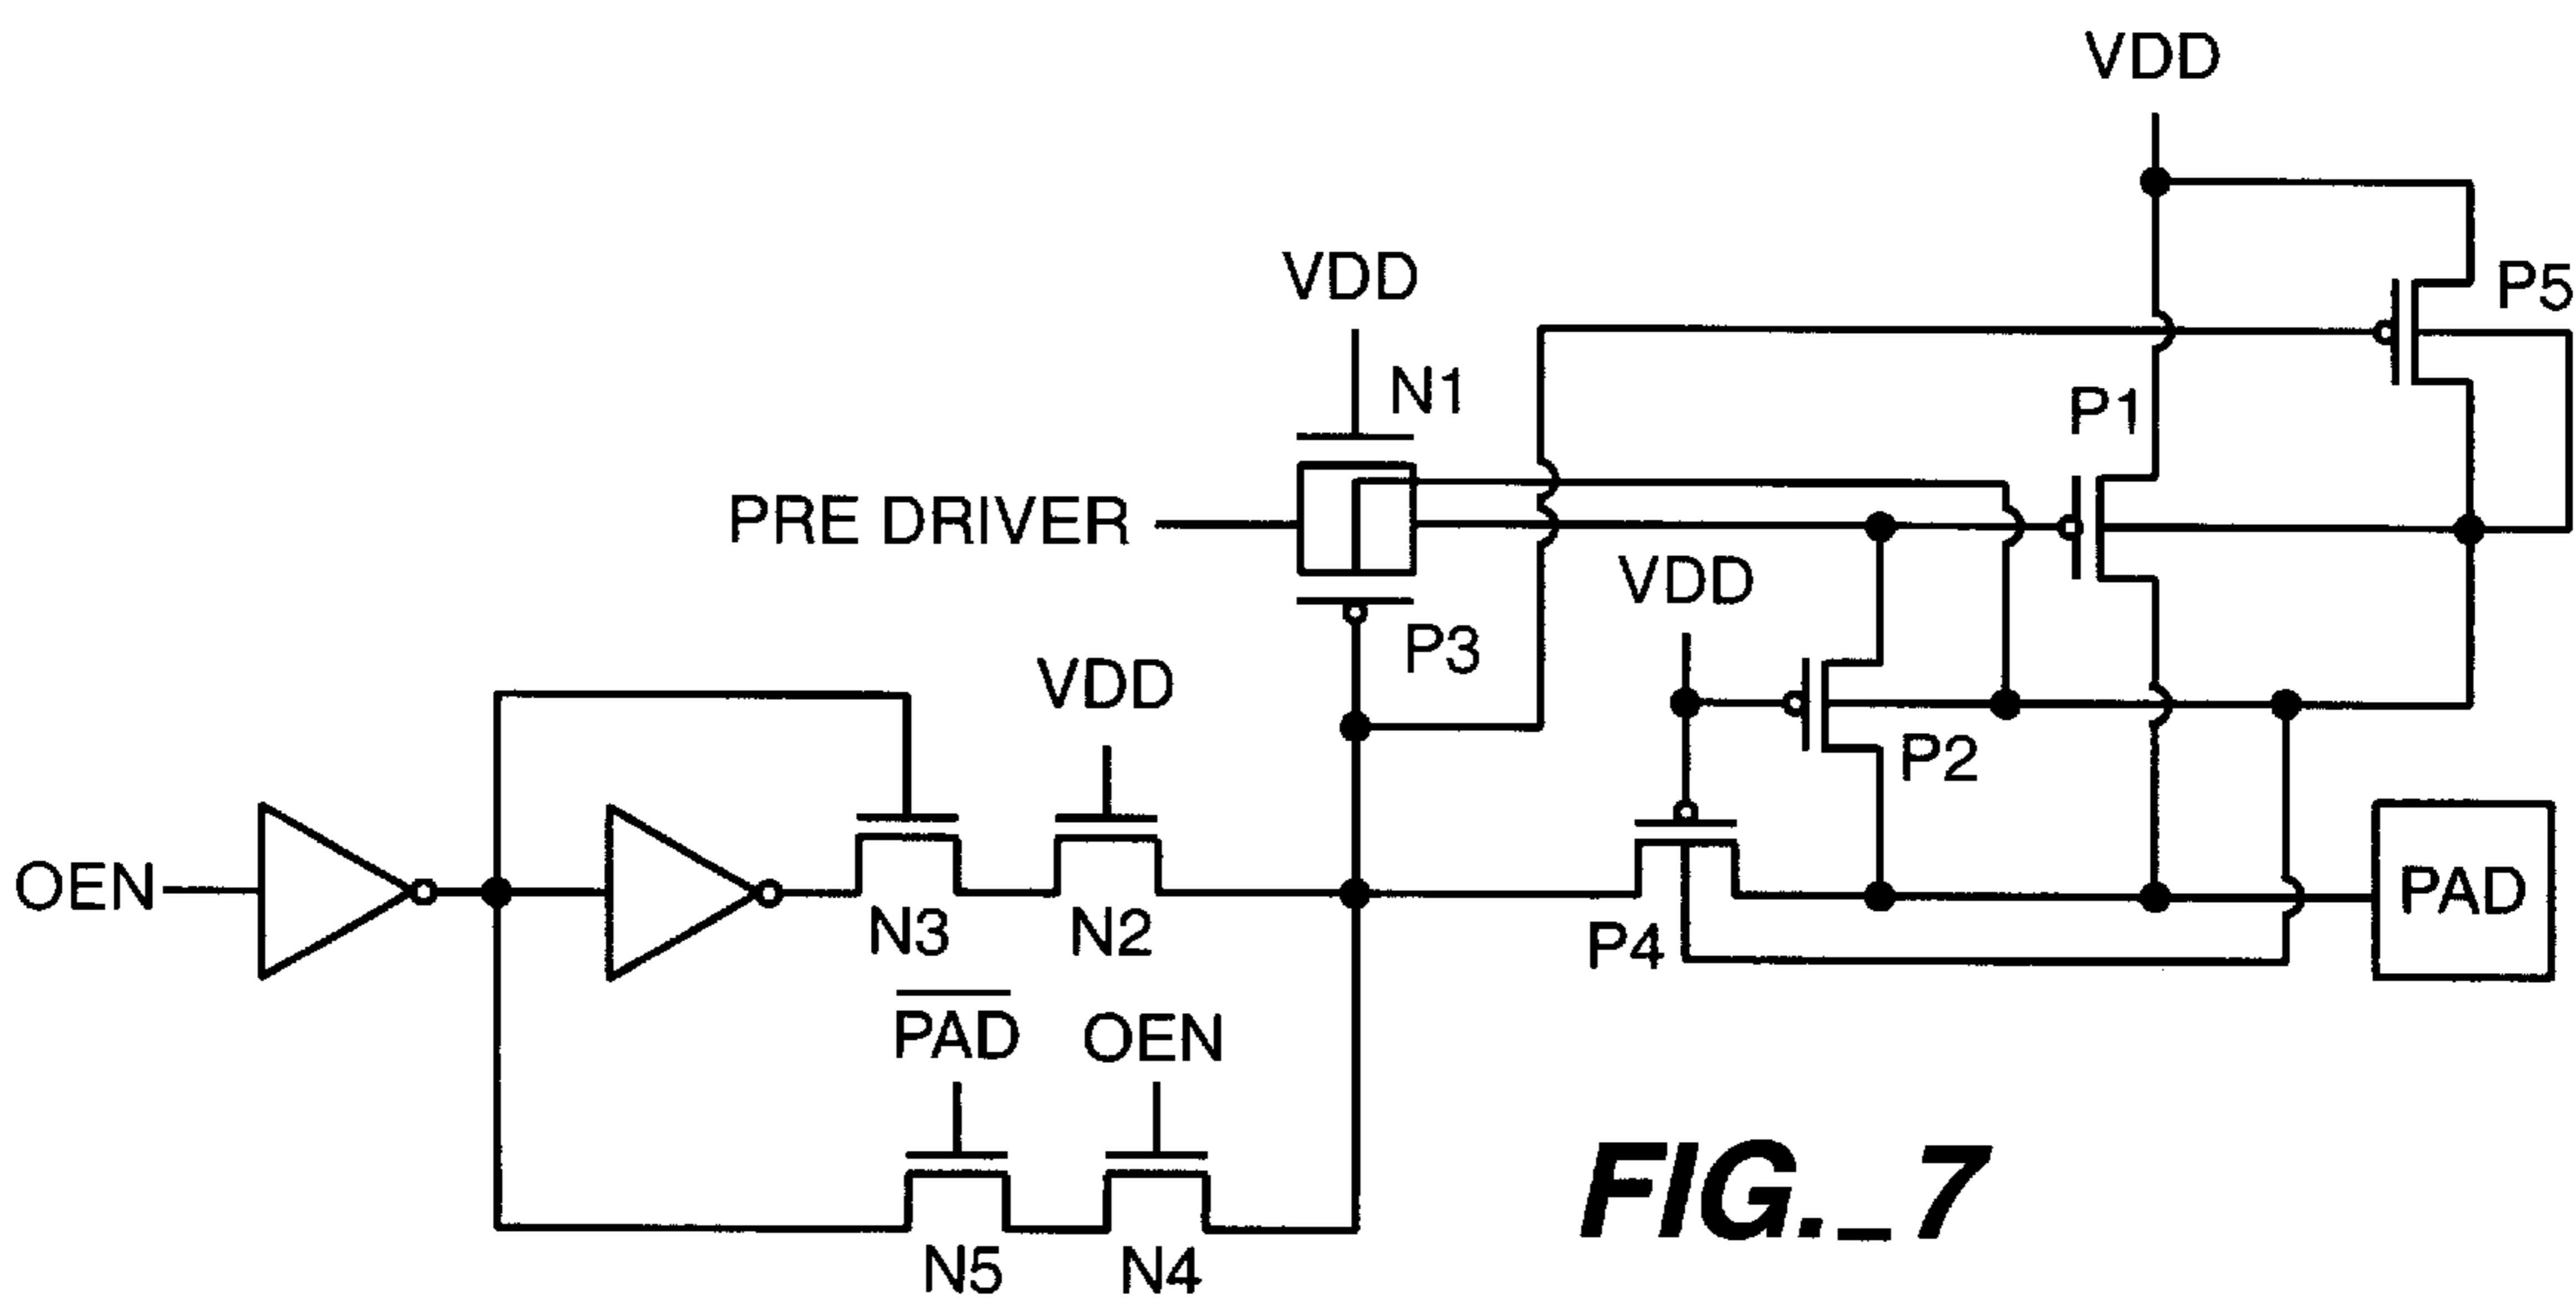 VDD
VDD
P5
N1
P1
PRE DRIVER
VDD
P3
VDD
P2
OEN
PAD
N3
N2
P4
PAD
OEN
N5
N4
FIG._7